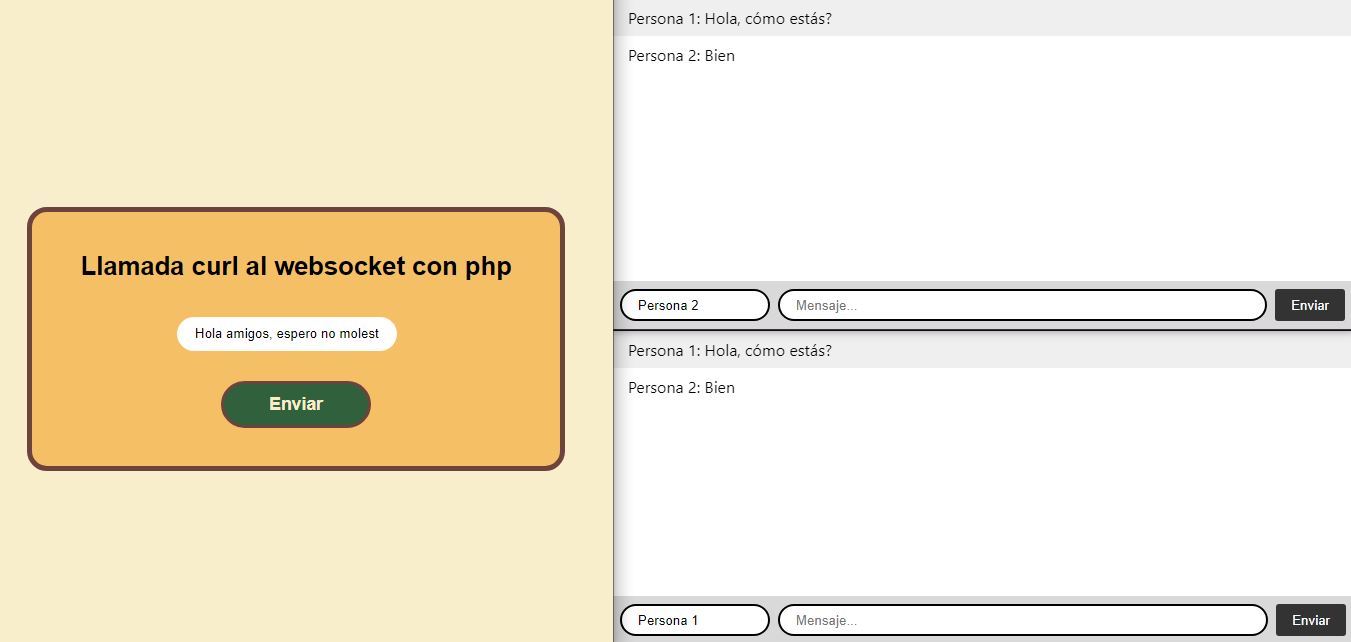 Llamada curl al websocket con php
Hola amigos, espero no molest
Enviar
Persona 1: Hola, cómo estás?
Persona 2: Bien
Persona 2
Mensaje...
Enviar
Persona 1: Hola, cómo estás?
Persona 2: Bien
Persona 1
Mensaje...
Enviar